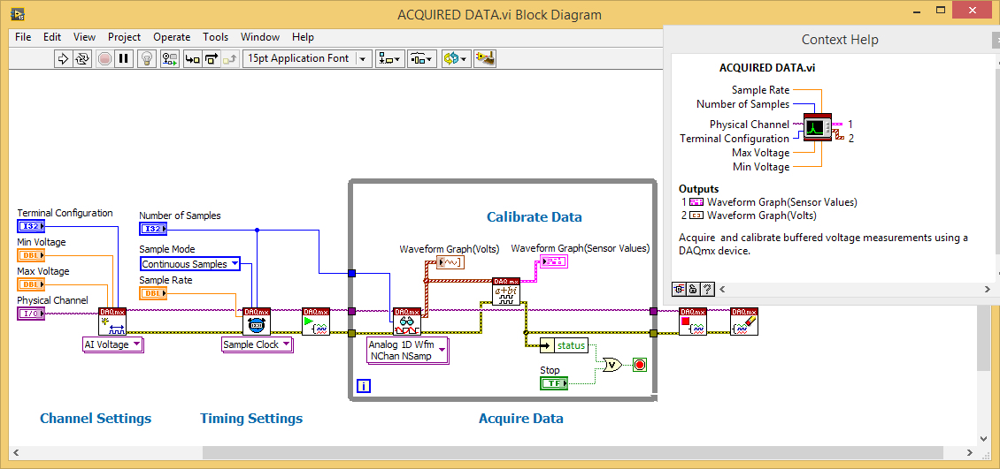 ACQUIRED DATA.vi Block Diagram
File Edit View Project Operate Tools Window Help
15pt Application Font
Context Help
ACQUIRED DATA.vi
Sample Rate
Number of Samples
Physical Channel
Terminal Configuration
Max Voltage
Min Voltage
1
2
Outputs
1 Waveform Graph(Sensor Values)
2 Waveform Graph(Volts)
Acquire and calibrate buffered voltage measurements using a
DAQmx device.
?
Terminal Configuration
I32
Min Voltage
DBL
Max Voltage
DBL
Physical Channel
I/O
DAQmx
AI Voltage
Number of Samples
I32
Sample Mode
Continuous Samples
Sample Rate
DBL
DAQmx
Sample Clock
DAQmx
Calibrate Data
Waveform Graph(Volts)
Waveform Graph(Sensor Values)
DAQmx
a+bi
DAQmx
Analog 1D Wfm
NChan NSamp
status
Stop
TF
V
i
DAQmx
DAQmx
Channel Settings
Timing Settings
Acquire Data